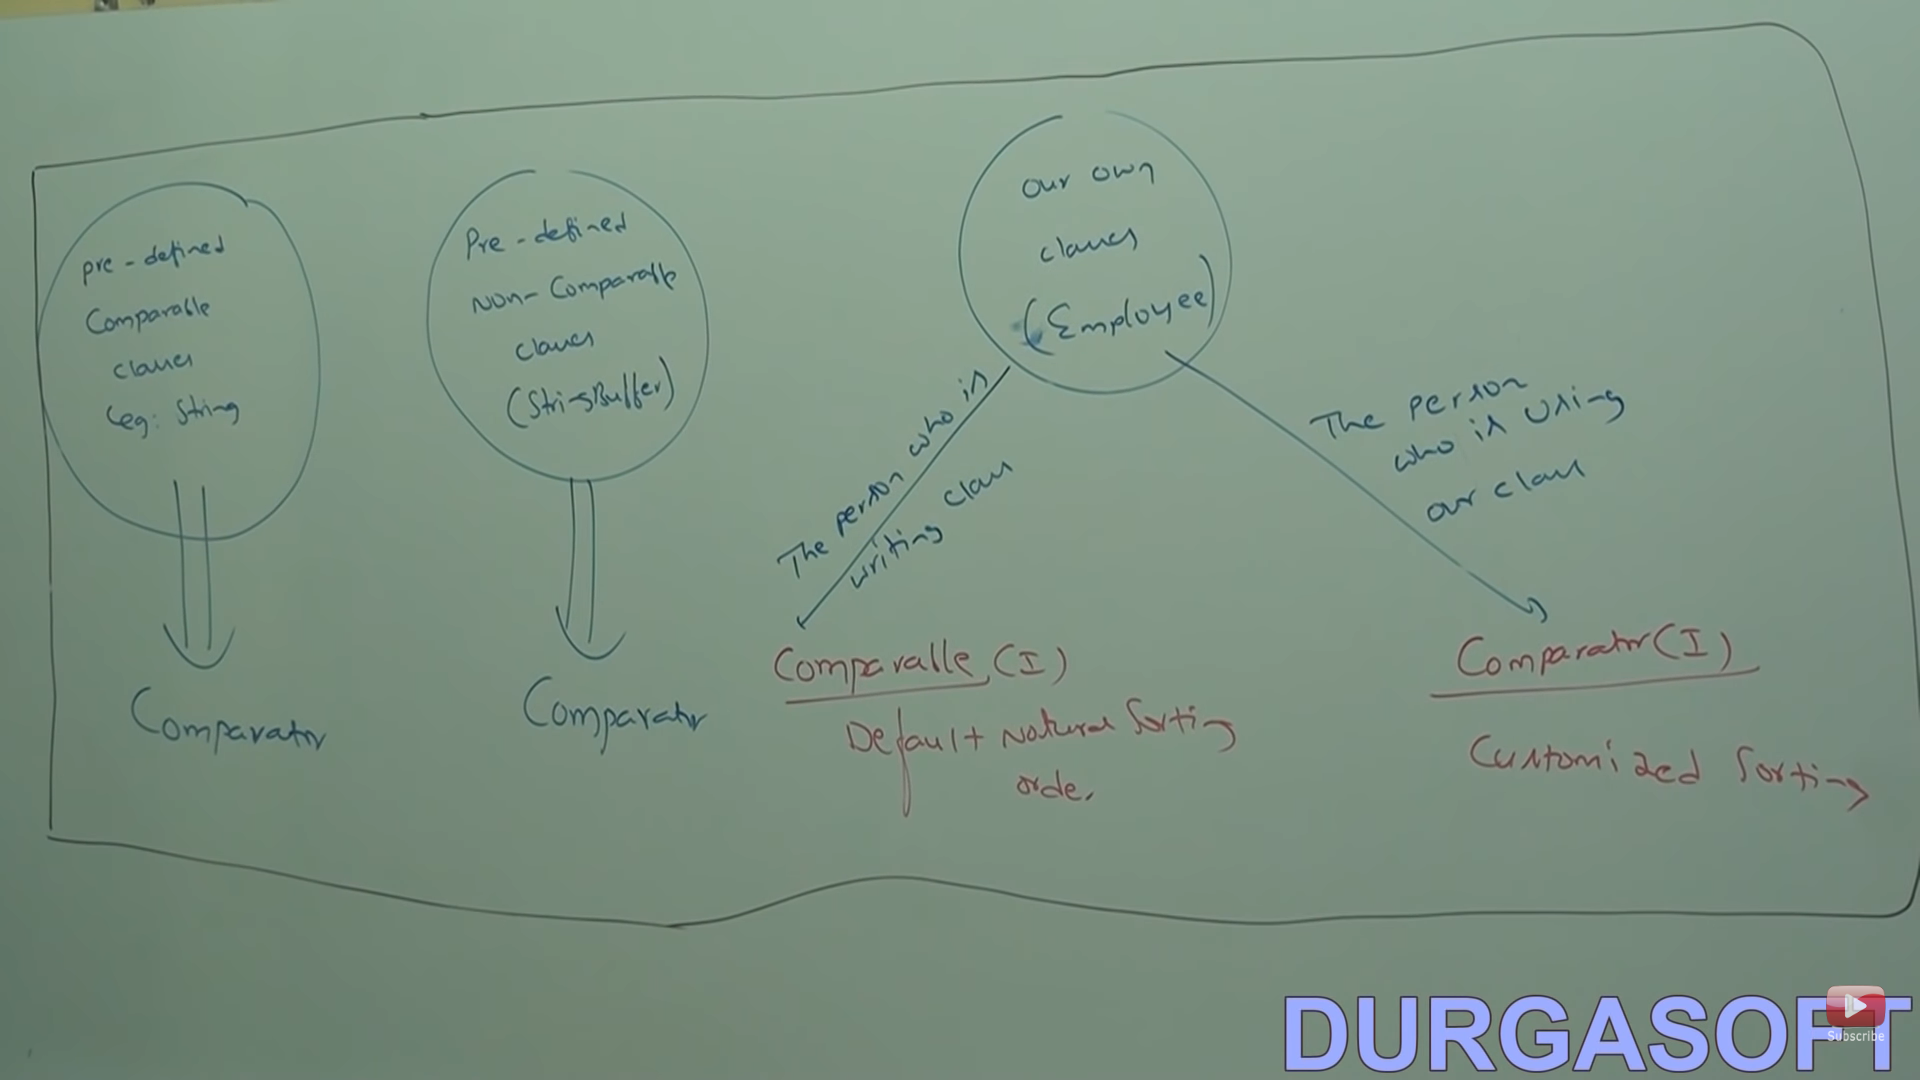 pre-defined
Comparable
classes
eg: String
Comparator
Pre-defined
Non-Comparable
classes
(StringBuffer)
Comparator
our own
classes
(Employee)
The person who is
writing class
Comparable (I)
Default Natural Sorting
order
The person
who is using
our class
Comparator (I)
Customized Sorting
DURGASOFT
Subscribe